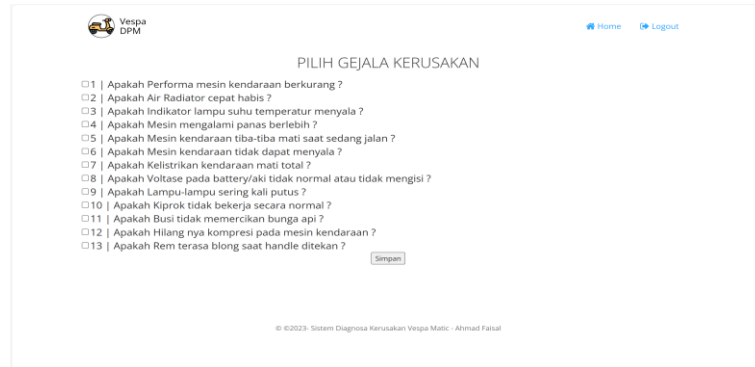 Vespa
DPM
Home
Logout
PILIH GEJALA KERUSAKAN
1 | Apakah Performa mesin kendaraan berkurang ?
2 | Apakah Air Radiator cepat habis ?
3 | Apakah Indikator lampu suhu temperatur menyala ?
4 | Apakah Mesin mengalami panas berlebih ?
5 | Apakah Mesin kendaraan tiba-tiba mati saat sedang jalan ?
6 | Apakah Mesin kendaraan tidak dapat menyala ?
7 | Apakah Kelistrikan kendaraan mati total ?
8 | Apakah Voltase pada battery/aki tidak normal atau tidak mengisi ?
9 | Apakah Lampu-lampu sering kali putus ?
10 | Apakah Kiprok tidak bekerja secara normal ?
11 | Apakah Busi tidak memercikan bunga api ?
12 | Apakah Hilang nya kompresi pada mesin kendaraan ?
13 | Apakah Rem terasa blong saat handle ditekan ?
Simpan
© ©2023- Sistem Diagnosa Kerusakan Vespa Matic - Ahmad Faisal